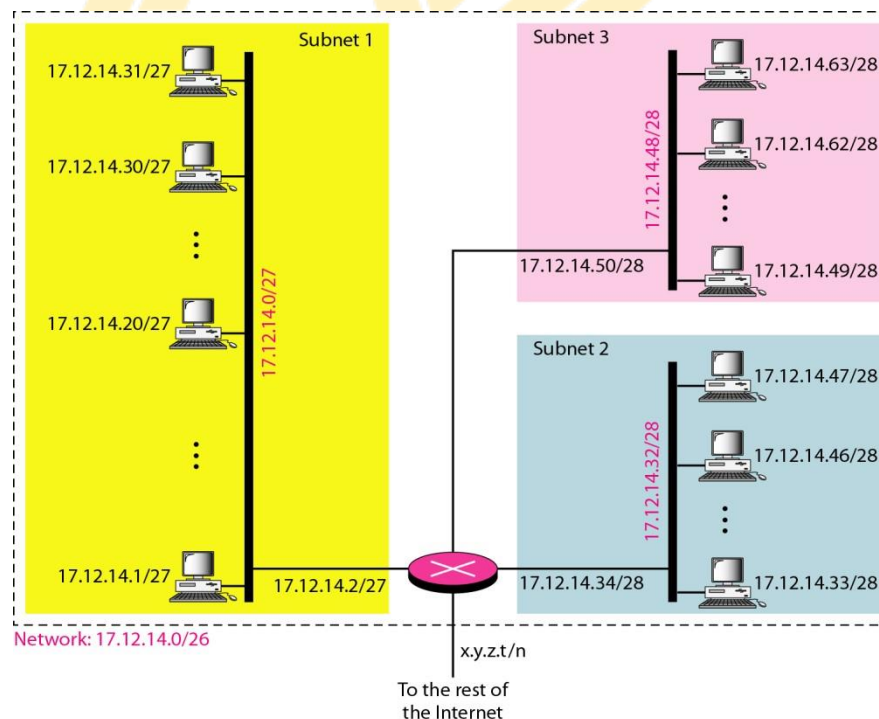 Subnet 1
17.12.14.31/27
17.12.14.30/27
17.12.14.20/27
17.12.14.1/27
17.12.14.0/27
17.12.14.2/27
Subnet 3
17.12.14.63/28
17.12.14.62/28
17.12.14.49/28
17.12.14.48/28
17.12.14.50/28
Subnet 2
17.12.14.47/28
17.12.14.46/28
17.12.14.33/28
17.12.14.32/28
17.12.14.34/28
Network: 17.12.14.0/26
x.y.z.t/n
To the rest of
the Internet